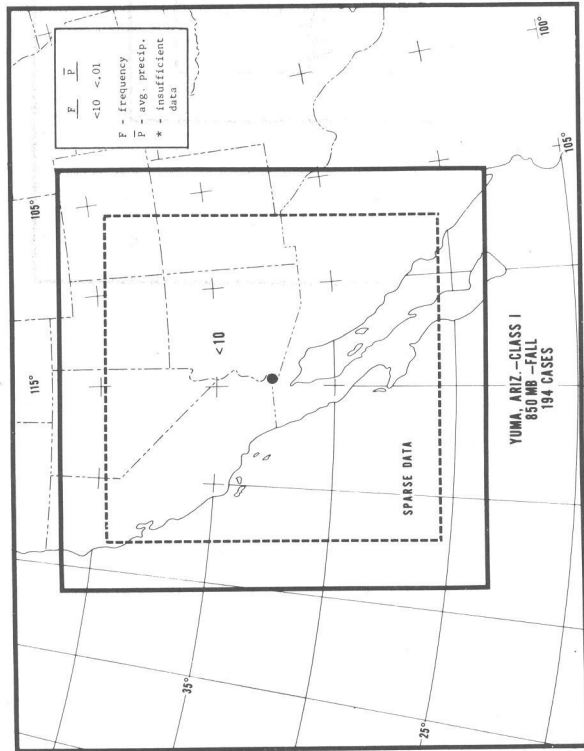 115°
105°
F P
<10 <.01
F - frequency
P - avg. precip.
* - insufficient
data
<10
35°
SPARSE DATA
25°
105°
100°
YUMA, ARIZ.–CLASS I
850 MB –FALL
194 CASES